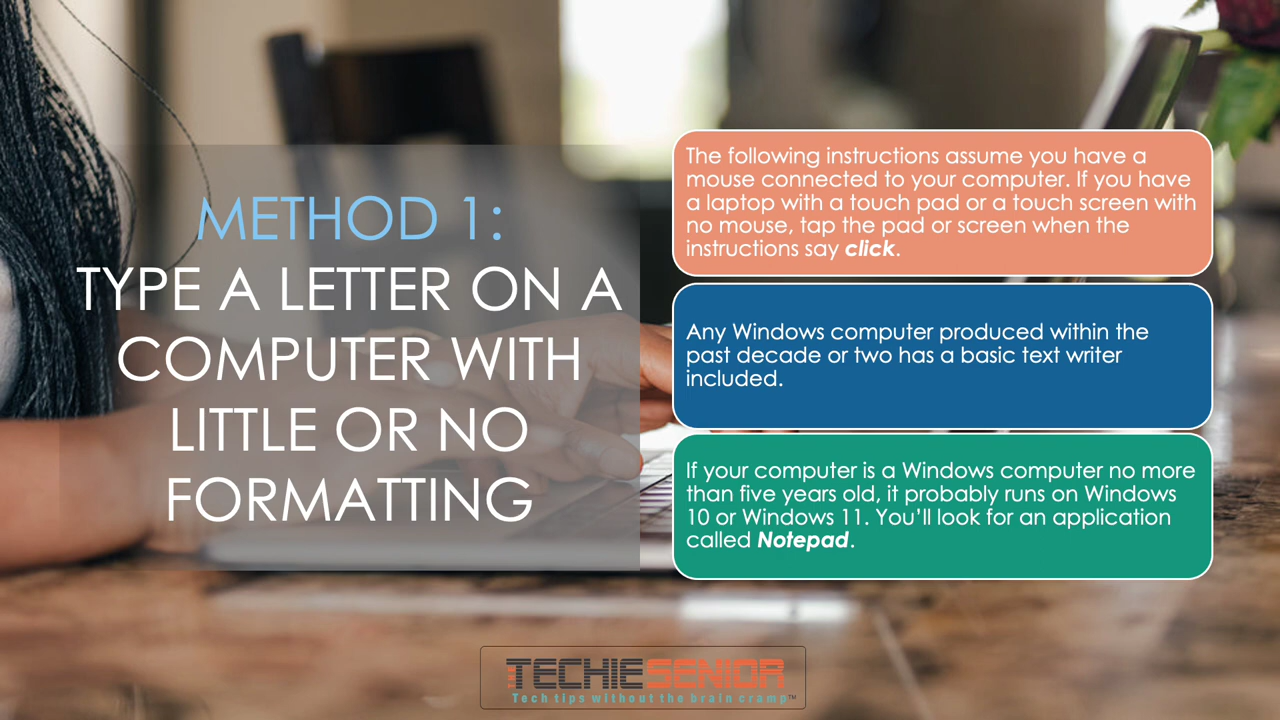 METHOD 1:
TYPE A LETTER ON A
COMPUTER WITH
LITTLE OR NO
FORMATTING
The following instructions assume you have a
mouse connected to your computer. If you have
a laptop with a touch pad or a touch screen with
no mouse, tap the pad or screen when the
instructions say click.
Any Windows computer produced within the
past decade or two has a basic text writer
included.
If your computer is a Windows computer no more
than five years old, it probably runs on Windows
10 or Windows 11. You’ll look for an application
called Notepad.
TECHIESENIOR
Tech tips without the brain cramp™